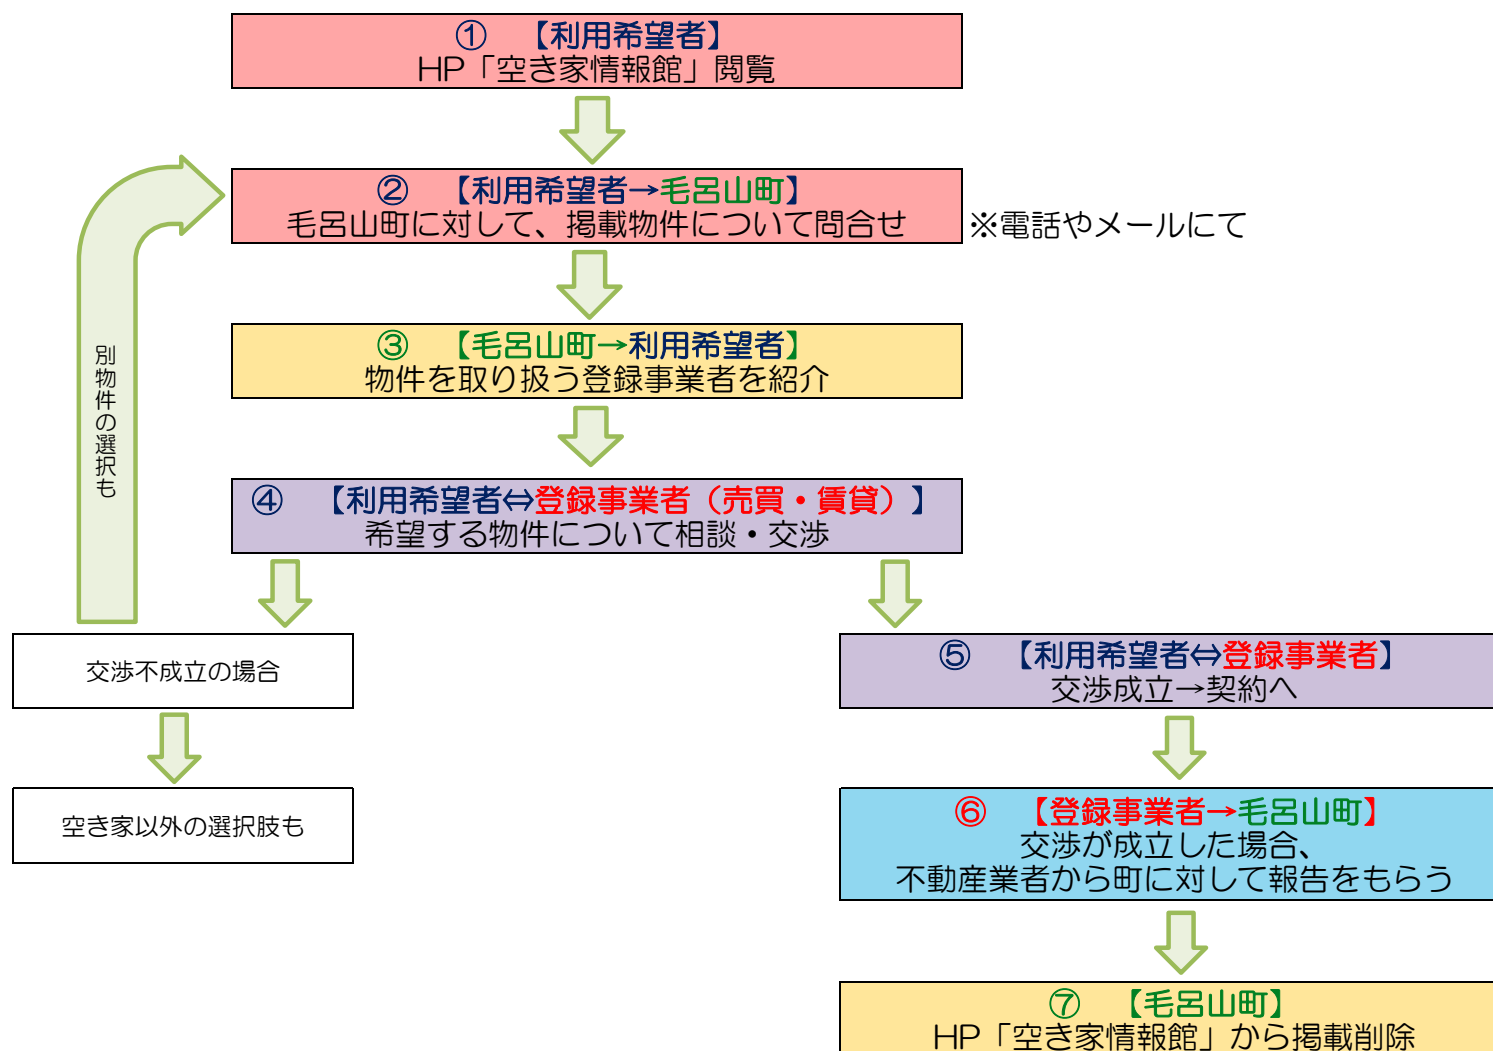 ① 【利用希望者】
HP「空き家情報館」閲覧
② 【利用希望者→毛呂山町】
毛呂山町に対して、掲載物件について問合せ
※電話やメールにて
③ 【毛呂山町→利用希望者】
物件を取り扱う登録事業者を紹介
別物件の選択も
④ 【利用希望者⇔登録事業者（売買・賃貸）】
希望する物件について相談・交渉
交渉不成立の場合
空き家以外の選択肢も
⑤ 【利用希望者⇔登録事業者】
交渉成立→契約へ
⑥ 【登録事業者→毛呂山町】
交渉が成立した場合、
不動産業者から町に対して報告をもらう
⑦ 【毛呂山町】
HP「空き家情報館」から掲載削除